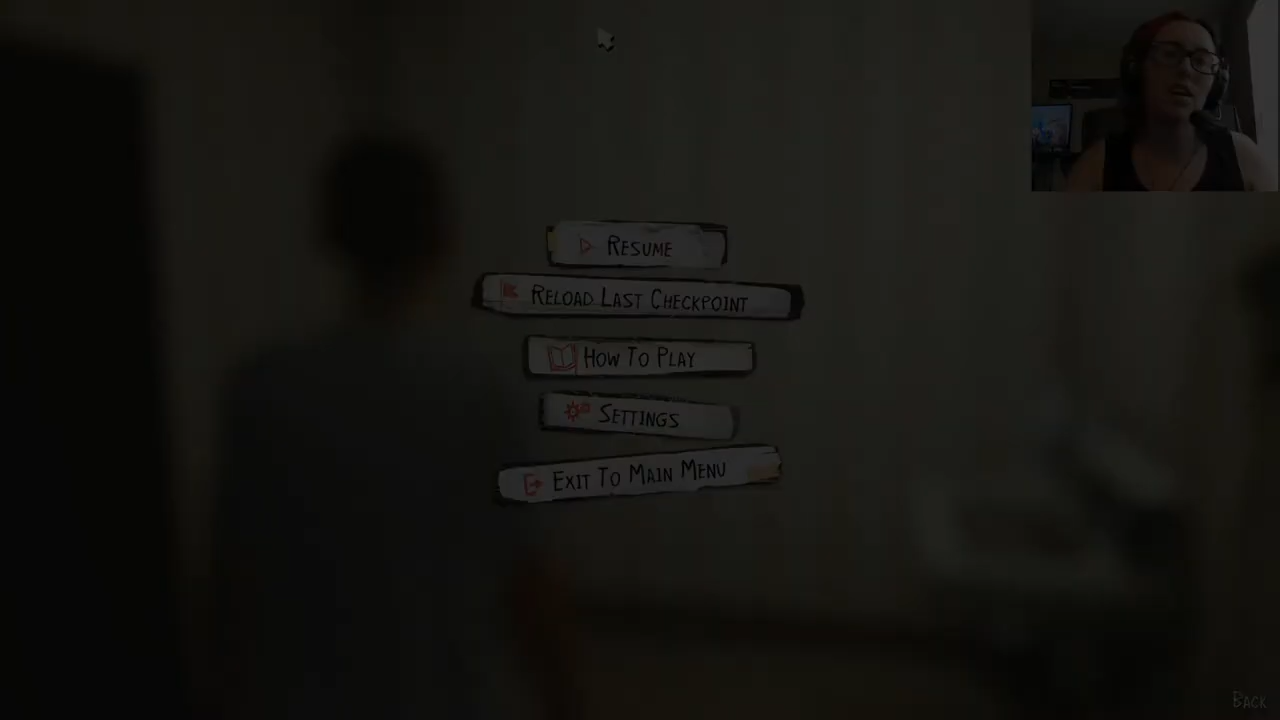 Resume
Reload Last Checkpoint
How To Play
Settings
Exit To Main Menu
Back